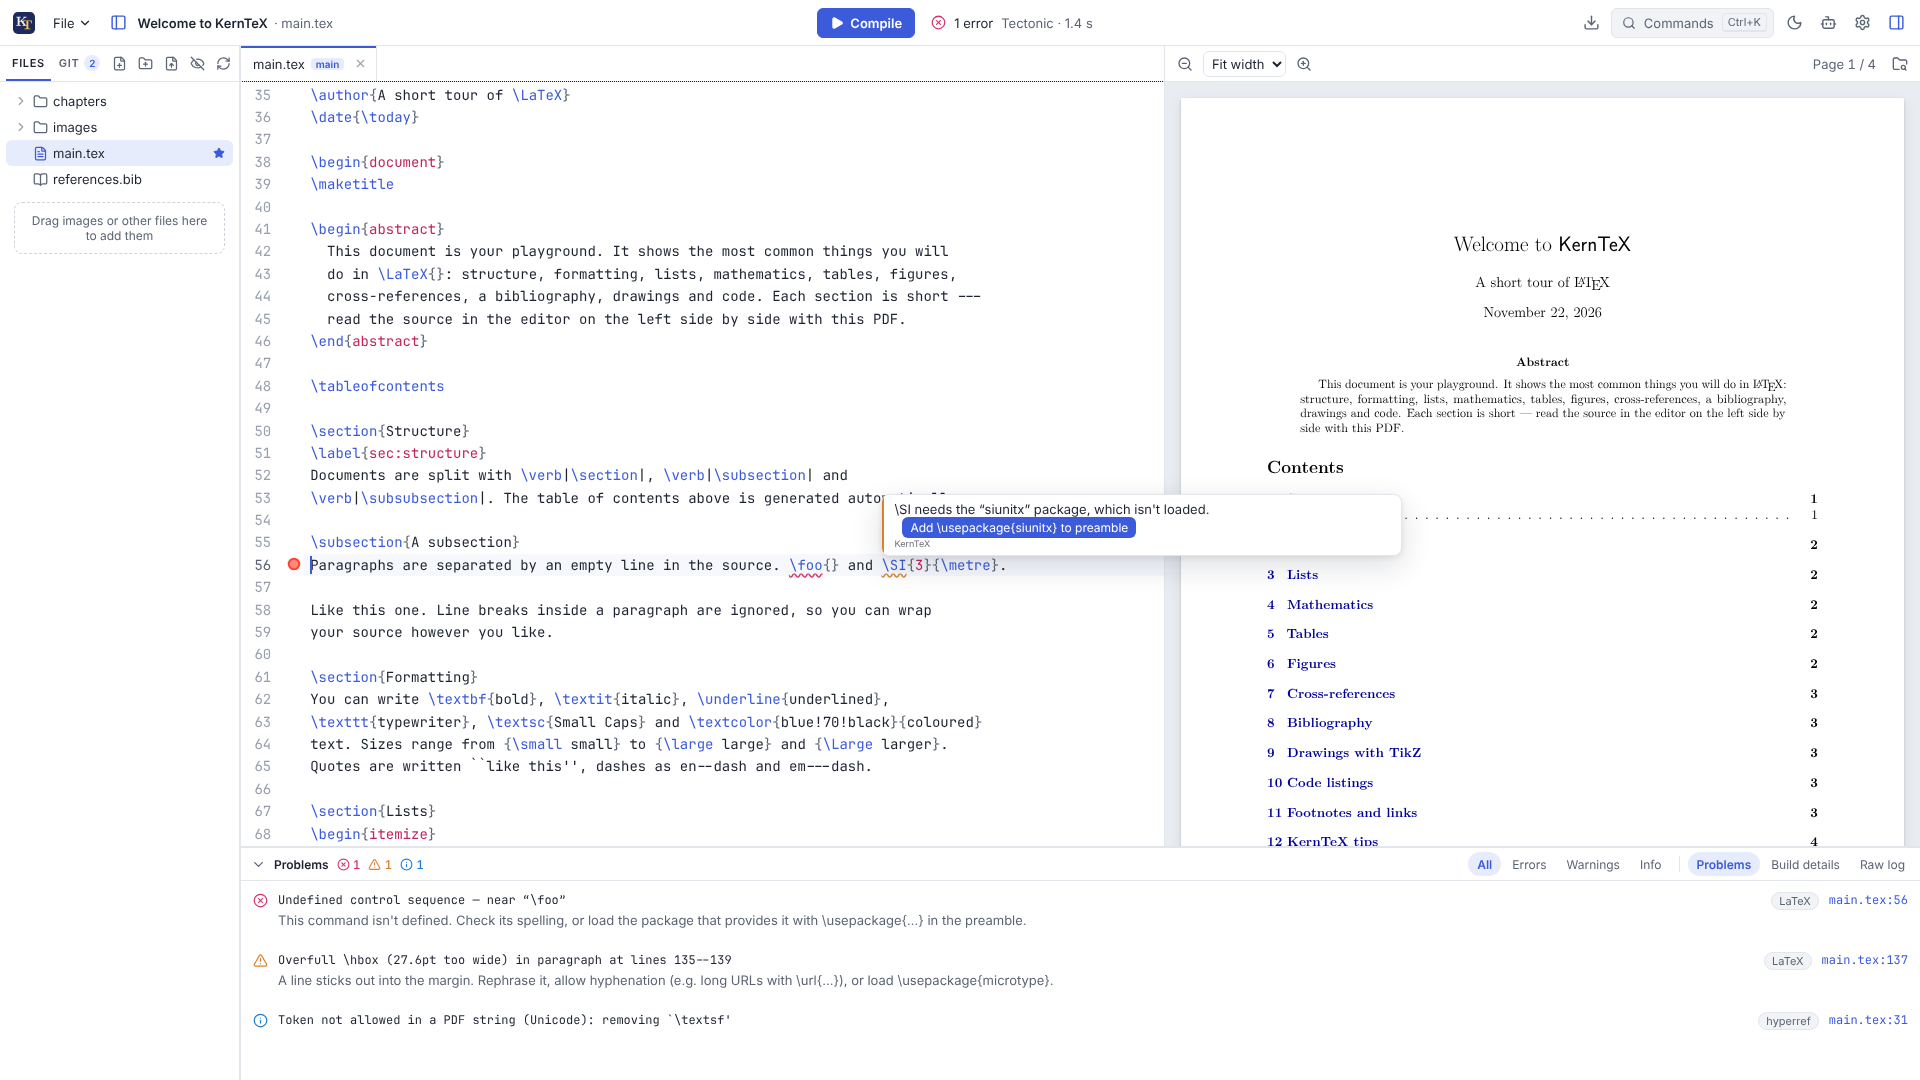 KT File Welcome to KernTeX · main.tex Compile 1 error Tectonic · 1.4 s Commands Ctrl+K
FILES GIT 2
chapters
images
main.tex
references.bib
Drag images or other files here
to add them
main.tex main
35 \author{A short tour of \LaTeX}
36 \date{\today}
37
38 \begin{document}
39 \maketitle
40
41 \begin{abstract}
42 This document is your playground. It shows the most common things you will
43 do in \LaTeX{}: structure, formatting, lists, mathematics, tables, figures,
44 cross-references, a bibliography, drawings and code. Each section is short ---
45 read the source in the editor on the left side by side with this PDF.
46 \end{abstract}
47
48 \tableofcontents
49
50 \section{Structure}
51 \label{sec:structure}
52 Documents are split with \verb|\section|, \verb|\subsection| and
53 \verb|\subsubsection|. The table of contents above is generated
54
55 \subsection{A subsection}
56 Paragraphs are separated by an empty line in the source. \foo{} and \SI{3}{\metre}.
57
58 Like this one. Line breaks inside a paragraph are ignored, so you can wrap
59 your source however you like.
60
61 \section{Formatting}
62 You can write \textbf{bold}, \textit{italic}, \underline{underlined},
63 \texttt{typewriter}, \textsc{Small Caps} and \textcolor{blue!70!black}{coloured}
64 text. Sizes range from {\small small} to {\large large} and {\Large larger}.
65 Quotes are written ``like this'', dashes as en--dash and em---dash.
66
67 \section{Lists}
68 \begin{itemize}
\SI needs the “siunitx” package, which isn't loaded.
Add \usepackage{siunitx} to preamble
KernTeX
Fit width Page 1 / 4
Welcome to KernTeX
A short tour of LATEX
November 22, 2026
Abstract
This document is your playground. It shows the most common things you will do in LATEX:
structure, formatting, lists, mathematics, tables, figures, cross-references, a bibliography,
drawings and code. Each section is short — read the source in the editor on the left side by
side with this PDF.
Contents
1
. . . . . . . . . . . . . . . . . . . . . . . . . . . . . . . . . . . . . . 1
2
3 Lists 2
4 Mathematics 2
5 Tables 2
6 Figures 2
7 Cross-references 3
8 Bibliography 3
9 Drawings with TikZ 3
10 Code listings 3
11 Footnotes and links 3
12 KernTeX tips 4
Problems 1 1 1 All Errors Warnings Info Problems Build details Raw log
Undefined control sequence — near “\foo” LaTeX main.tex:56
This command isn't defined. Check its spelling, or load the package that provides it with \usepackage{…} in the preamble.
Overfull \hbox (27.6pt too wide) in paragraph at lines 135--139 LaTeX main.tex:137
A line sticks out into the margin. Rephrase it, allow hyphenation (e.g. long URLs with \url{…}), or load \usepackage{microtype}.
Token not allowed in a PDF string (Unicode): removing `\textsf' hyperref main.tex:31